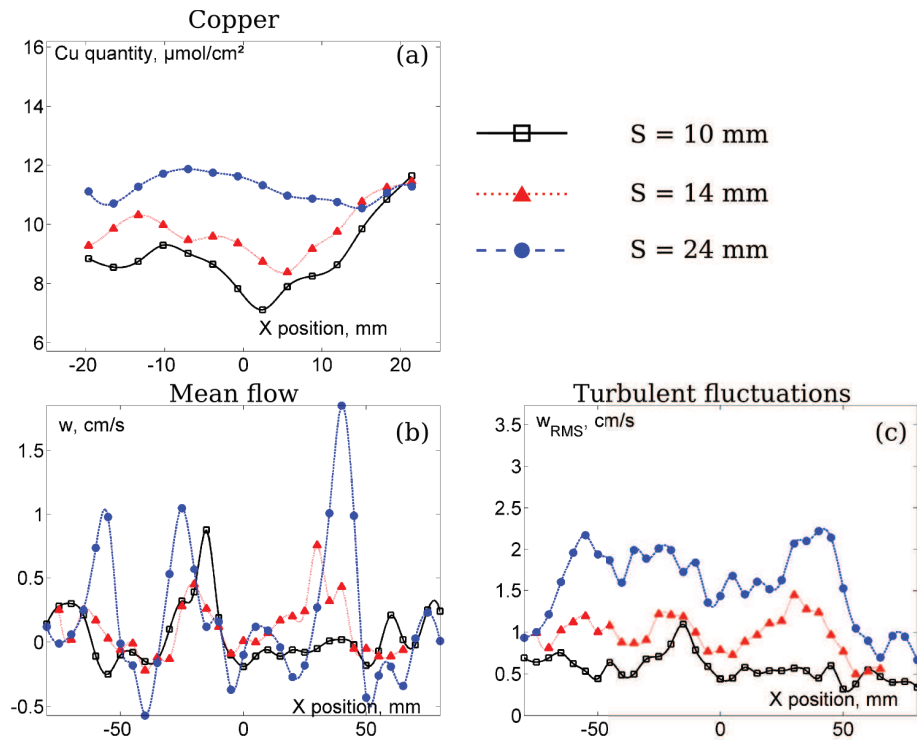 Copper
Cu quantity, µmol/cm²
(a)
16
14
12
10
8
6
X position, mm
-20
-10
0
10
20
S = 10 mm
S = 14 mm
S = 24 mm
Mean flow
w, cm/s
(b)
1.5
1
0.5
0
-0.5
X position, mm
-50
0
50
Turbulent fluctuations
wRMS, cm/s
(c)
3.5
3
2.5
2
1.5
1
0.5
0
X position, mm
-50
0
50